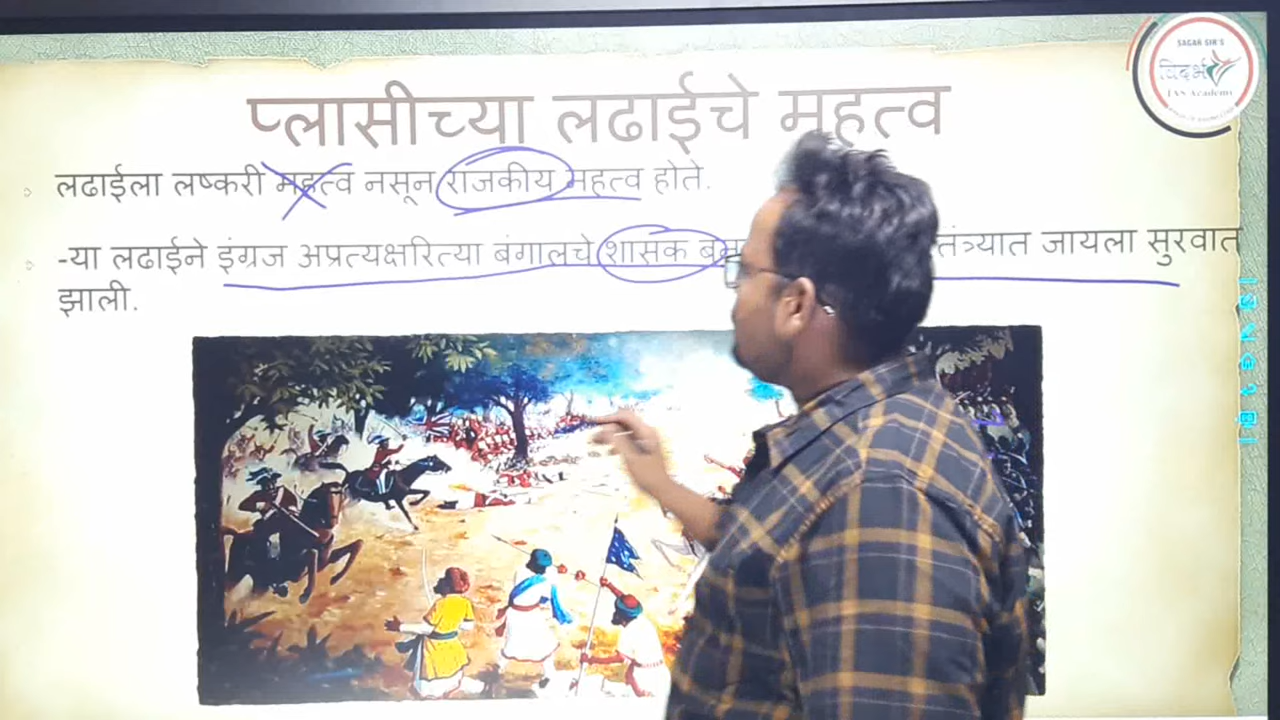 SAGAR SIR'S
विदर्भ
IAS Academy
प्लासीच्या लढाईचे महत्व
लढाईला लष्करी महत्व नसून राजकीय महत्व होते.
-या लढाईने इंग्रज अप्रत्यक्षरित्या बंगालचे शासक तंत्र्यात जायला सुरवात
झाली.